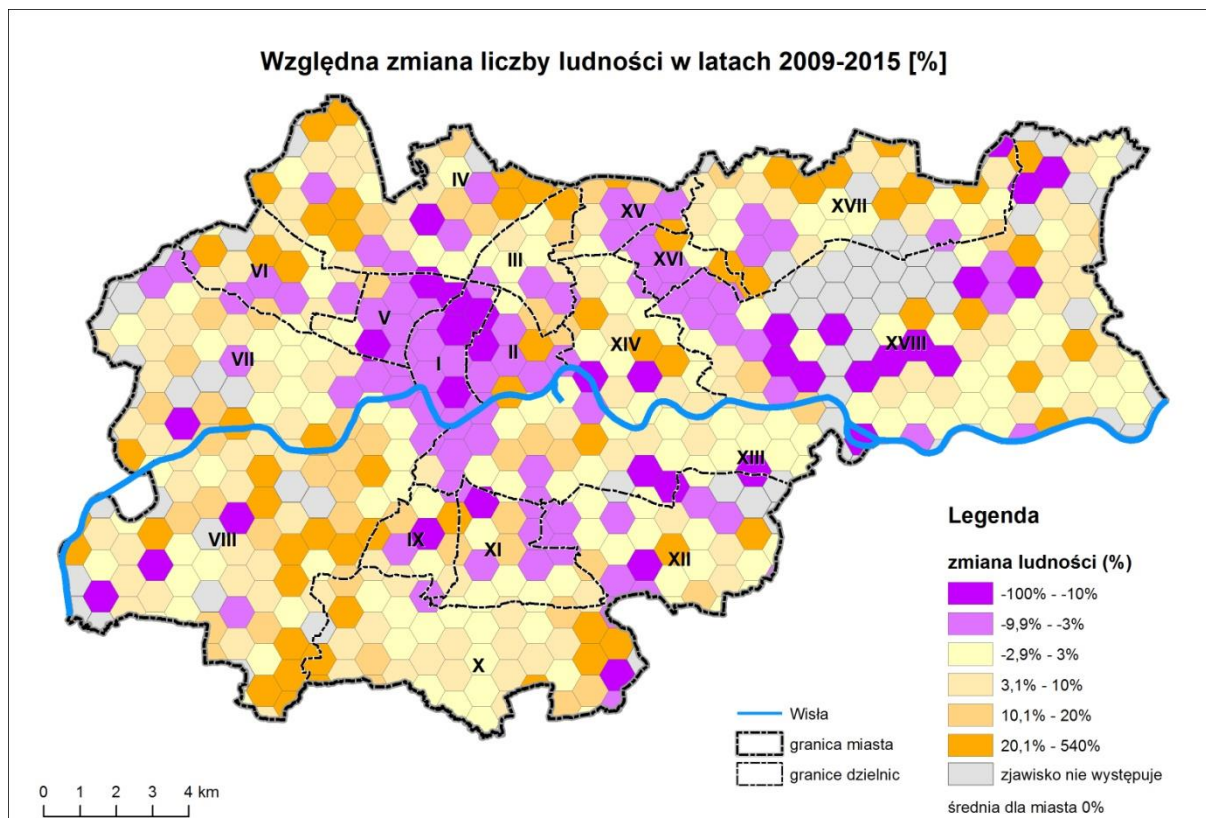 Względna zmiana liczby ludności w latach 2009-2015 [%]
IV
XVII
XV
III
XVI
VI
V
XIV
XVIII
II
VII
I
XIII
VIII
IX
XI
XII
X
Legenda
zmiana ludności (%)
-100% - -10%
-9,9% - -3%
-2,9% - 3%
3,1% - 10%
10,1% - 20%
20,1% - 540%
zjawisko nie występuje
średnia dla miasta 0%
Wisła
granica miasta
granice dzielnic
0 1 2 3 4 km